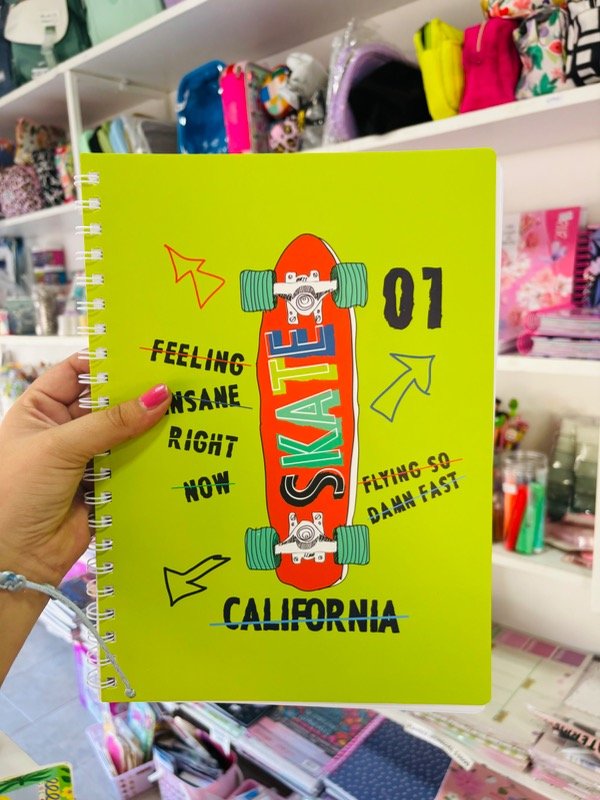 01
FEELING
INSANE
RIGHT
NOW
SKATE
FLYING SO
DAMN FAST
CALIFORNIA